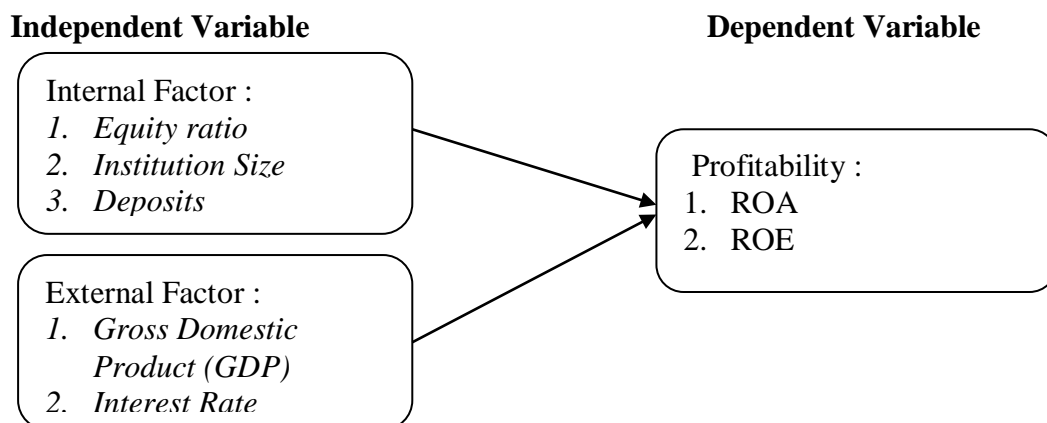 Independent Variable
Dependent Variable
Internal Factor :
1. Equity ratio
2. Institution Size
3. Deposits
Profitability :
1. ROA
2. ROE
External Factor :
1. Gross Domestic
Product (GDP)
2. Interest Rate